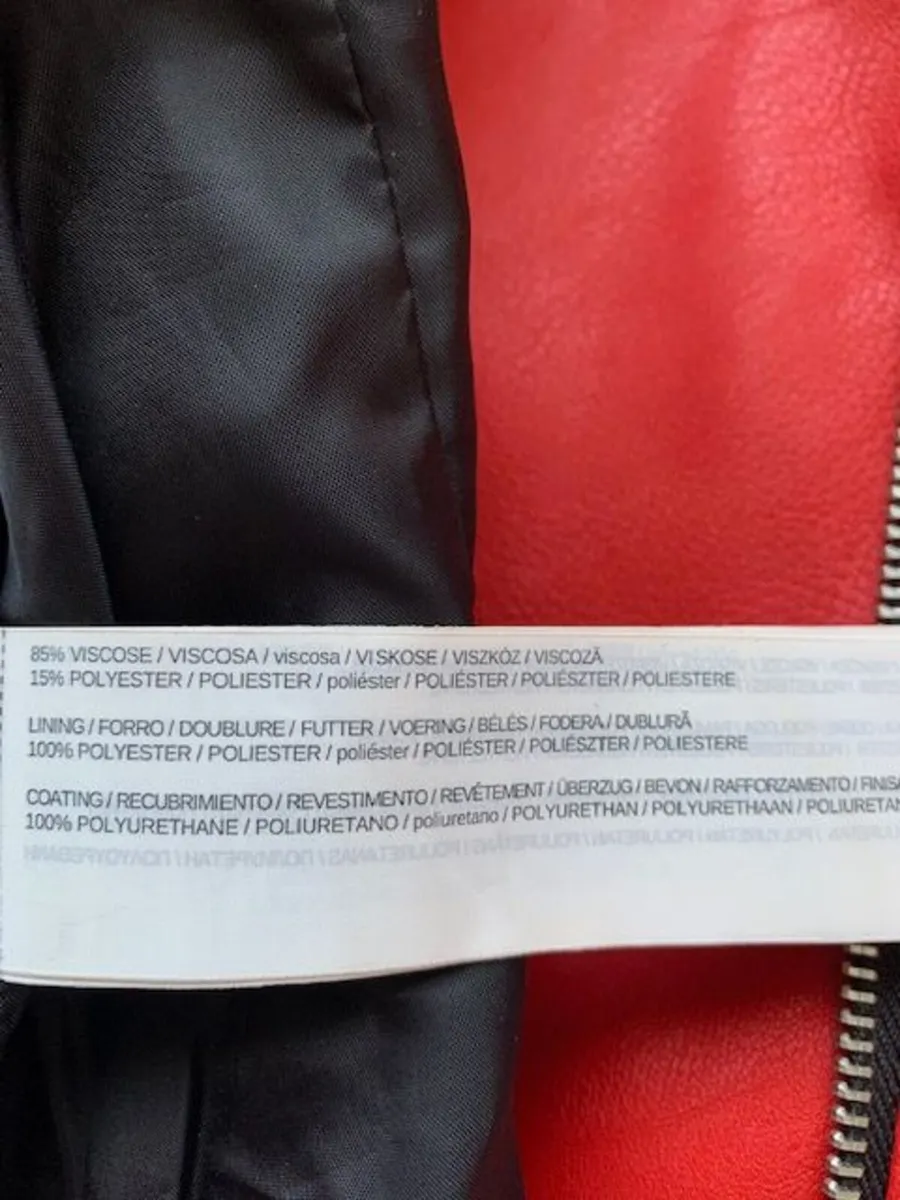 85% VISCOSE / VISCOSA / viscosa / VISKOSE / VISZKÓZ / VISCOZĂ
15% POLYESTER / POLIESTER / poliéster / POLIÉSTER / POLIÉSZTER / POLIESTERE
LINING / FORRO / DOUBLURE / FUTTER / VOERING / BÉLÉS / FODERA / DUBLURĂ
100% POLYESTER / POLIESTER / poliéster / POLIÉSTER / POLIÉSZTER / POLIESTERE
COATING / RECUBRIMIENTO / REVESTIMENTO / REVÊTEMENT / ÜBERZUG / BEVON / RAFFORZAMENTO / FINISA
100% POLYURETHANE / POLIURETANO / poliuretano / POLYURETHAN / POLYURETHAAN / POLIURETAN